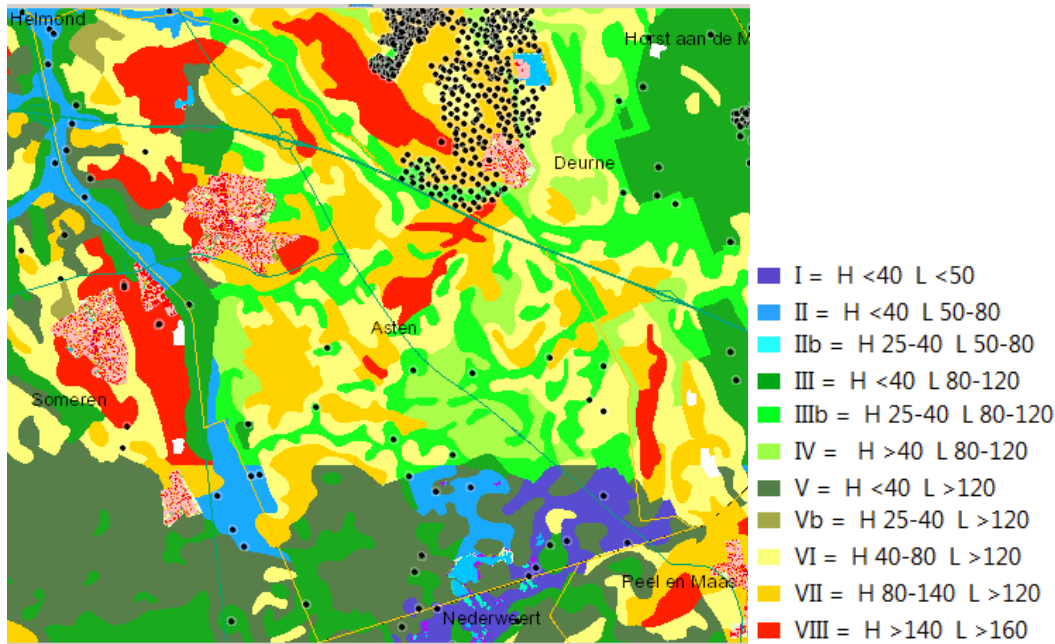 Helmond
Horst aan de M
Deurne
Asten
Someren
Peel en Maas
Nederweert
I = H <40 L <50
II = H <40 L 50-80
IIb = H 25-40 L 50-80
III = H <40 L 80-120
IIIb = H 25-40 L 80-120
IV = H >40 L 80-120
V = H <40 L >120
Vb = H 25-40 L >120
VI = H 40-80 L >120
VII = H 80-140 L >120
VIII = H >140 L >160